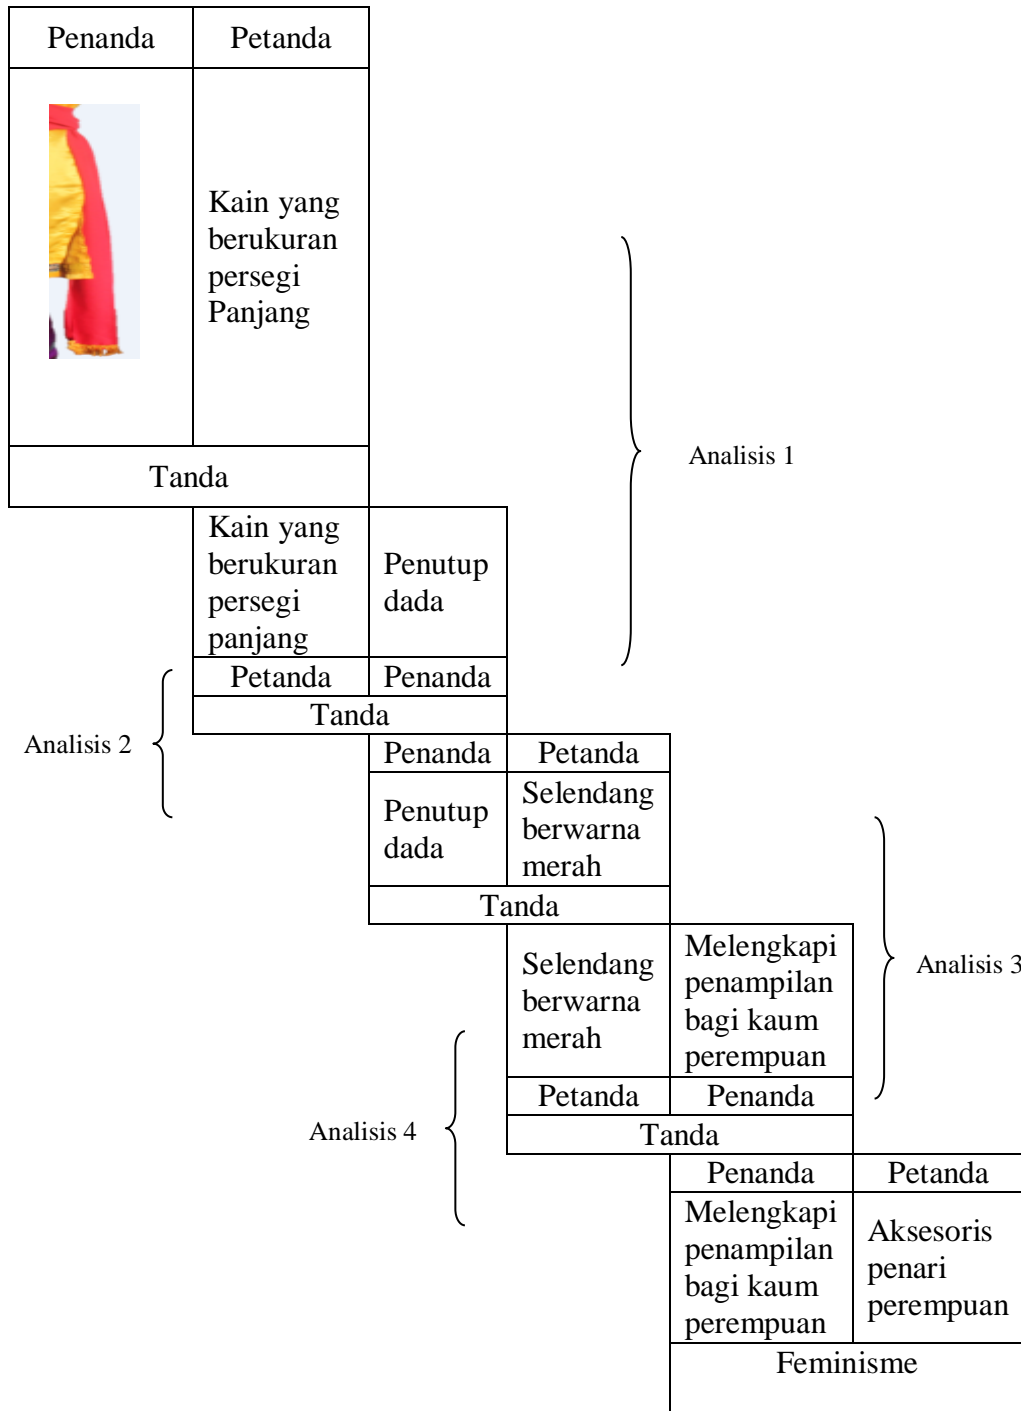 Penanda Petanda
Kain yang
berukuran
persegi
Panjang
Analisis 1
Tanda
Kain yang
berukuran
persegi
panjang
Penutup
dada
Petanda Penanda
Tanda
Analisis 2
Penanda Petanda
Penutup
dada
Selendang
berwarna
merah
Tanda
Selendang
berwarna
merah
Melengkapi
penampilan
bagi kaum
perempuan
Analisis 3
Petanda Penanda
Analisis 4
Tanda
Penanda Petanda
Melengkapi
penampilan
bagi kaum
perempuan
Aksesoris
penari
perempuan
Feminisme